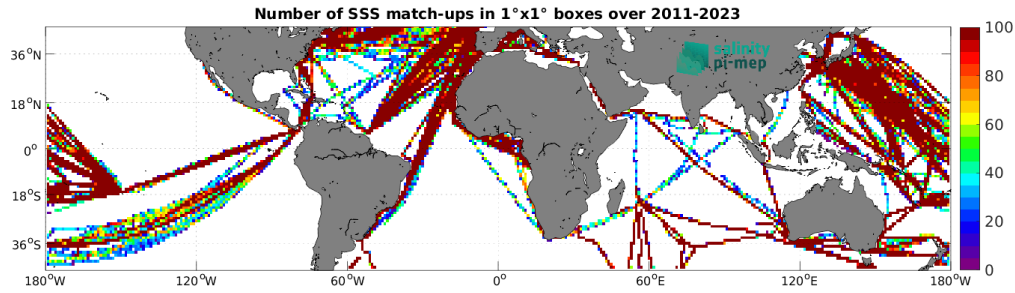 Number of SSS match-ups in 1°x1° boxes over 2011-2023
salinity
pi-mep
36°N
18°N
0°
18°S
36°S
180°W
120°W
60°W
0°
60°E
120°E
180°W
100
80
60
40
20
0